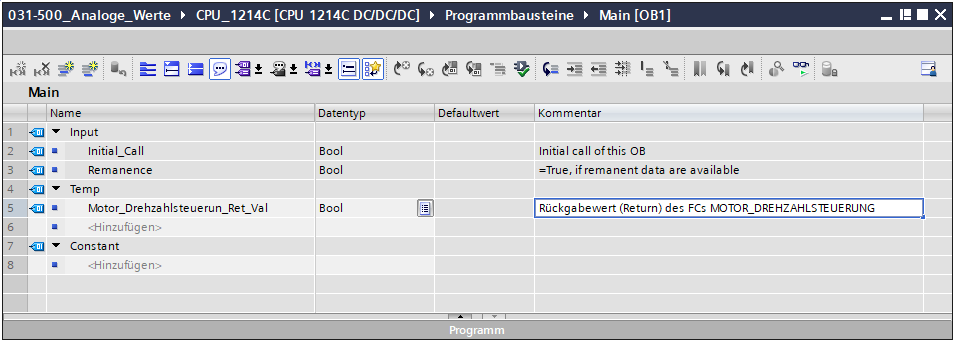 031-500_Analoge_Werte ▸ CPU_1214C [CPU 1214C DC/DC/DC] ▸ Programmbausteine ▸ Main [OB1]
Main
Name Datentyp Defaultwert Kommentar
1 Input
2 Initial_Call Bool Initial call of this OB
3 Remanence Bool =True, if remanent data are available
4 Temp
5 Motor_Drehzahlsteuerun_Ret_Val Bool Rückgabewert (Return) des FCs MOTOR_DREHZAHLSTEUERUNG
6 <Hinzufügen>
7 Constant
8 <Hinzufügen>
Programm